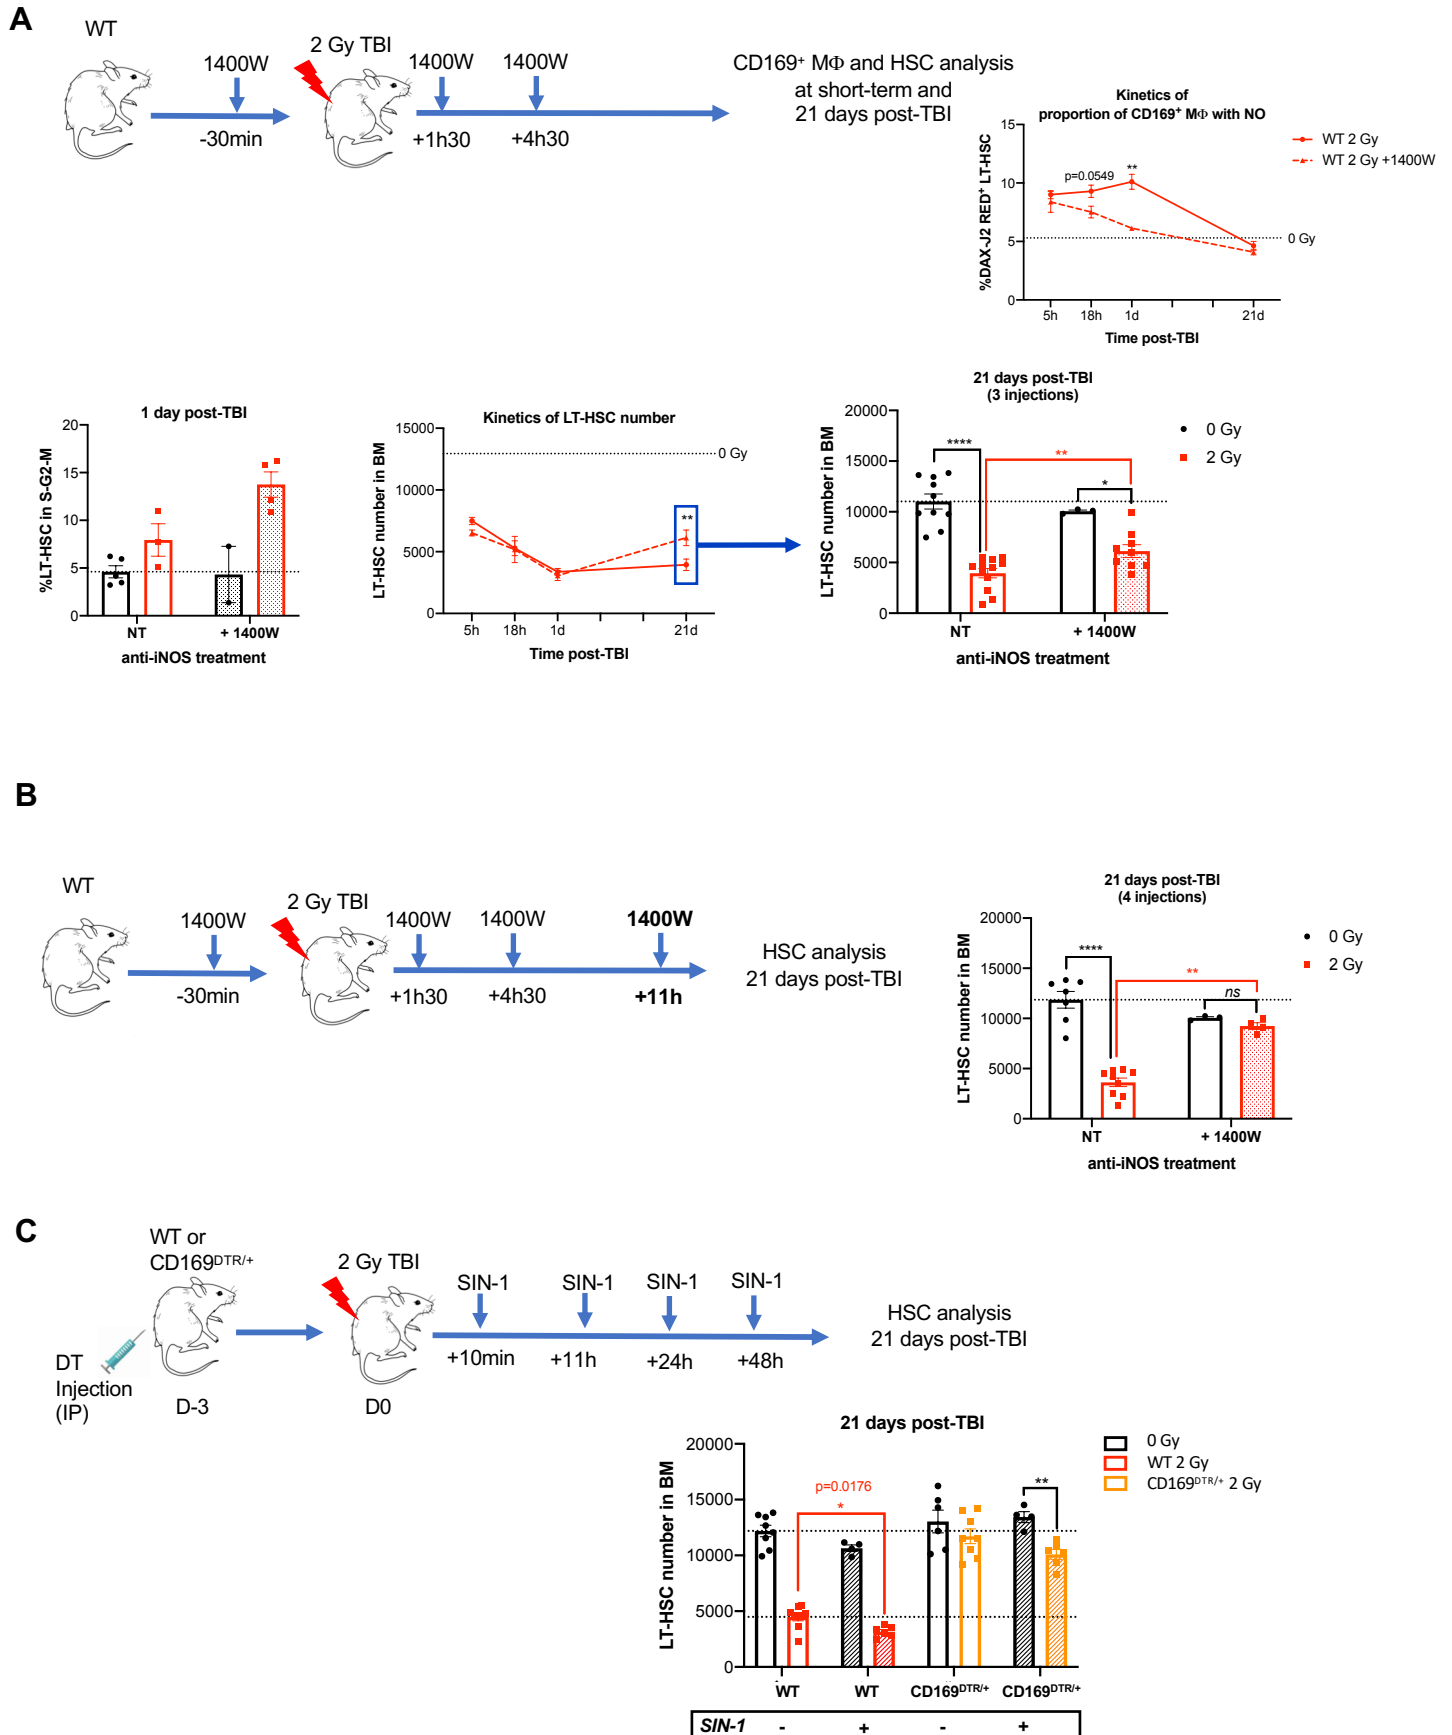 A
WT
2 Gy TBI
1400W
1400W
1400W
-30min
+1h30
+4h30
CD169⁺ MΦ and HSC analysis
at short-term and
21 days post-TBI
Kinetics of
proportion of CD169⁺ MΦ with NO
%DAX-J2 RED⁺ LT-HSC
15
10
5
0
p=0.0549
**
0 Gy
5h
18h
1d
21d
Time post-TBI
WT 2 Gy
WT 2 Gy +1400W
1 day post-TBI
%LT-HSC in S-G2-M
20
15
10
5
0
NT
+ 1400W
anti-iNOS treatment
Kinetics of LT-HSC number
LT-HSC number in BM
15000
10000
5000
0
0 Gy
**
5h
18h
1d
21d
Time post-TBI
21 days post-TBI
(3 injections)
LT-HSC number in BM
20000
15000
10000
5000
0
****
**
*
NT
+ 1400W
anti-iNOS treatment
0 Gy
2 Gy
B
WT
2 Gy TBI
1400W
1400W
1400W
1400W
-30min
+1h30
+4h30
+11h
HSC analysis
21 days post-TBI
21 days post-TBI
(4 injections)
LT-HSC number in BM
20000
15000
10000
5000
0
****
**
ns
NT
+ 1400W
anti-iNOS treatment
0 Gy
2 Gy
C
WT or
CD169ᴰᵀᴿ/⁺
2 Gy TBI
SIN-1
SIN-1
SIN-1
SIN-1
+10min
+11h
+24h
+48h
HSC analysis
21 days post-TBI
DT
Injection
(IP)
D-3
D0
21 days post-TBI
LT-HSC number in BM
20000
15000
10000
5000
0
p=0.0176
*
**
0 Gy
WT 2 Gy
CD169ᴰᵀᴿ/⁺ 2 Gy
WT
WT
CD169ᴰᵀᴿ/⁺
CD169ᴰᵀᴿ/⁺
SIN-1 - + - +